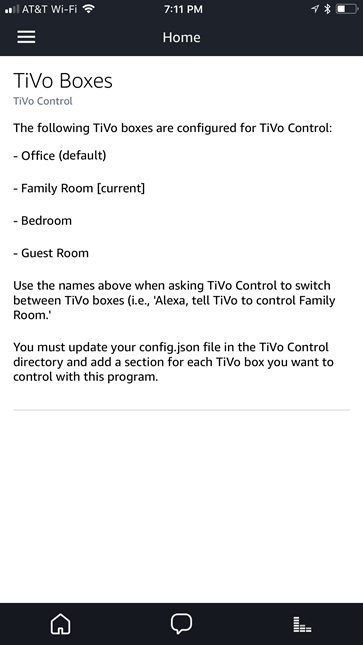 AT&T Wi-Fi 7:11 PM
Home
TiVo Boxes
TiVo Control
The following TiVo boxes are configured for TiVo Control:
- Office (default)
- Family Room [current]
- Bedroom
- Guest Room
Use the names above when asking TiVo Control to switch
between TiVo boxes (i.e., 'Alexa, tell TiVo to control Family
Room.'
You must update your config.json file in the TiVo Control
directory and add a section for each TiVo box you want to
control with this program.